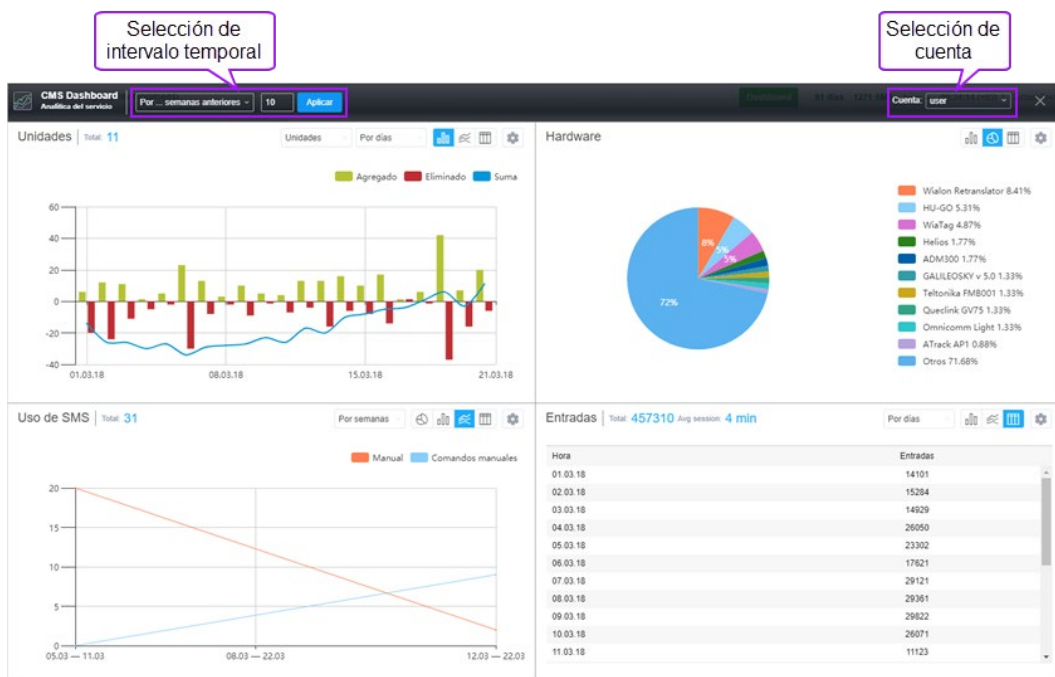 Selección de
intervalo temporal
Selección de
cuenta
CMS Dashboard
Analítica del servicio
Por ... semanas anteriores
10
Aplicar
Dashboard
Cuenta:
user
Unidades
Total: 11
Unidades
Por días
Agregado
Eliminado
Suma
60
40
20
0
-20
-40
01.03.18
08.03.18
15.03.18
21.03.18
Hardware
8%
5%
5%
72%
Wialon Retranslator 8.41%
HU-GO 5.31%
WiaTag 4.87%
Helios 1.77%
ADM300 1.77%
GALILEOSKY v 5.0 1.33%
Teltonika FMB001 1.33%
Queclink GV75 1.33%
Omnicomm Light 1.33%
ATrack AP1 0.88%
Otros 71.68%
Uso de SMS
Total: 31
Por semanas
Manual
Comandos manuales
20
15
10
5
0
05.03 — 11.03
08.03 — 22.03
12.03 — 22.03
Entradas
Total: 457310 Avg session: 4 min
Por días
Hora Entradas
01.03.18 14101
02.03.18 15284
03.03.18 14929
04.03.18 26050
05.03.18 23302
06.03.18 17621
07.03.18 29121
08.03.18 29361
09.03.18 29822
10.03.18 26071
11.03.18 11123